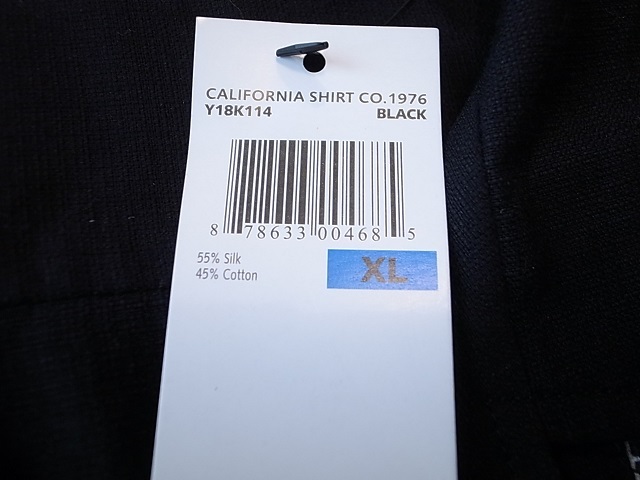 CALIFORNIA SHIRT CO.1976
Y18K114 BLACK
8 78633 00468 5
55% Silk
45% Cotton
XL